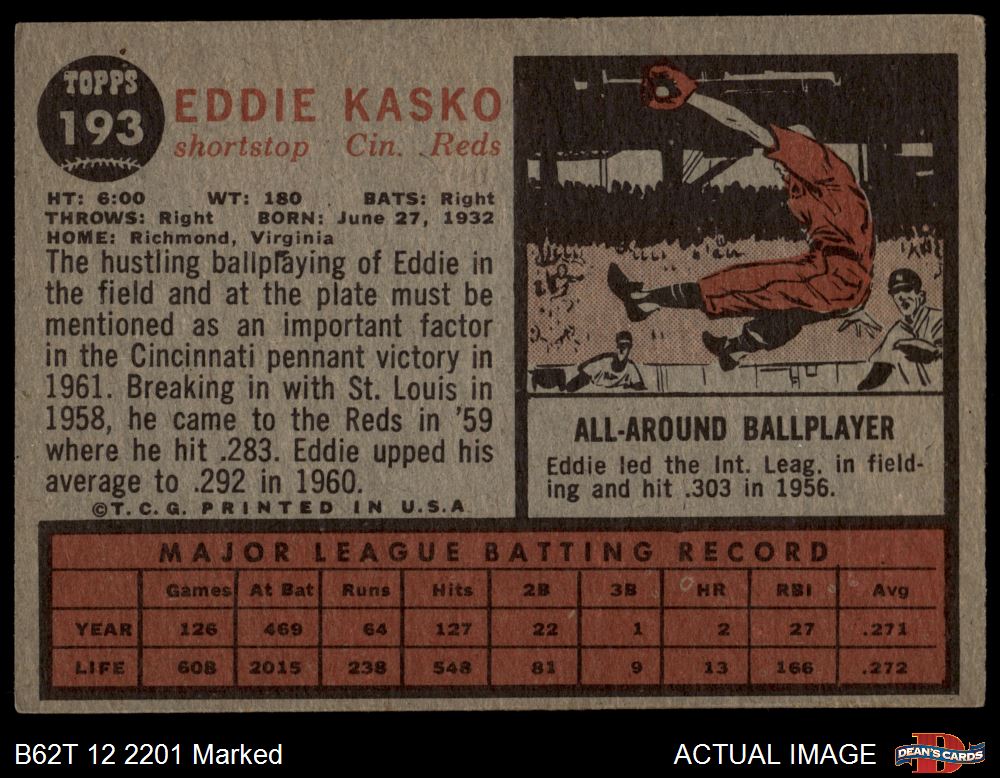 TOPPS
193
EDDIE KASKO
shortstop Cin. Reds
HT: 6:00 WT: 180 BATS: Right
THROWS: Right BORN: June 27, 1932
HOME: Richmond, Virginia
The hustling ballplaying of Eddie in
the field and at the plate must be
mentioned as an important factor
in the Cincinnati pennant victory in
1961. Breaking in with St. Louis in
1958, he came to the Reds in '59
where he hit .283. Eddie upped his
average to .292 in 1960.
©T. C. G. PRINTED IN U.S.A
ALL-AROUND BALLPLAYER
Eddie led the Int. Leag. in field-
ing and hit .303 in 1956.
MAJOR LEAGUE BATTING RECORD
Games At Bat Runs Hits 2B 3B HR RBI Avg
YEAR 126 469 64 127 22 1 2 27 .271
LIFE 608 2015 238 548 81 9 13 166 .272
B62T 12 2201 Marked
ACTUAL IMAGE
DEAN'S CARDS